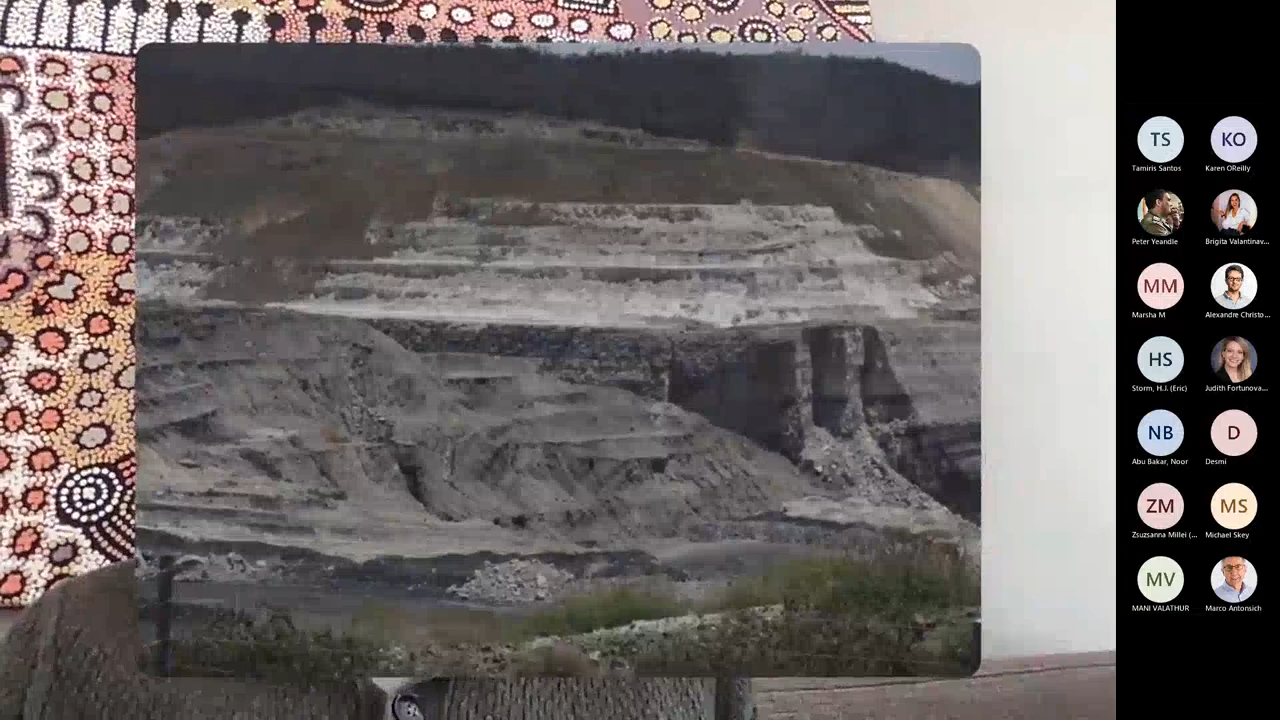 TS
KO
Tamiris Santos
Karen OReilly
Peter Yeandle
Brigita Valantinav...
MM
Marsha M
Alexandre Christo...
HS
Storm, H.J. (Eric)
Judith Fortunova...
NB
D
Abu Bakar, Noor
Desmi
ZM
MS
Zsuzsanna Millei (...
Michael Skey
MV
MANI VALATHUR
Marco Antonsich